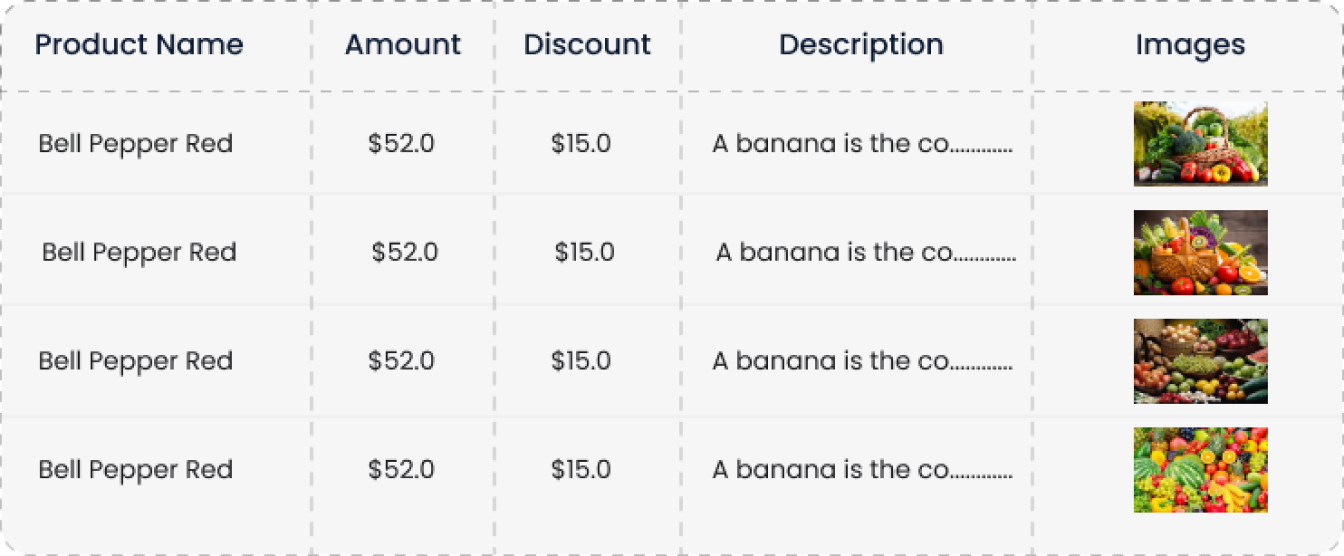 Product Name Amount Discount Description Images
Bell Pepper Red $52.0 $15.0 A banana is the co............
Bell Pepper Red $52.0 $15.0 A banana is the co............
Bell Pepper Red $52.0 $15.0 A banana is the co............
Bell Pepper Red $52.0 $15.0 A banana is the co............